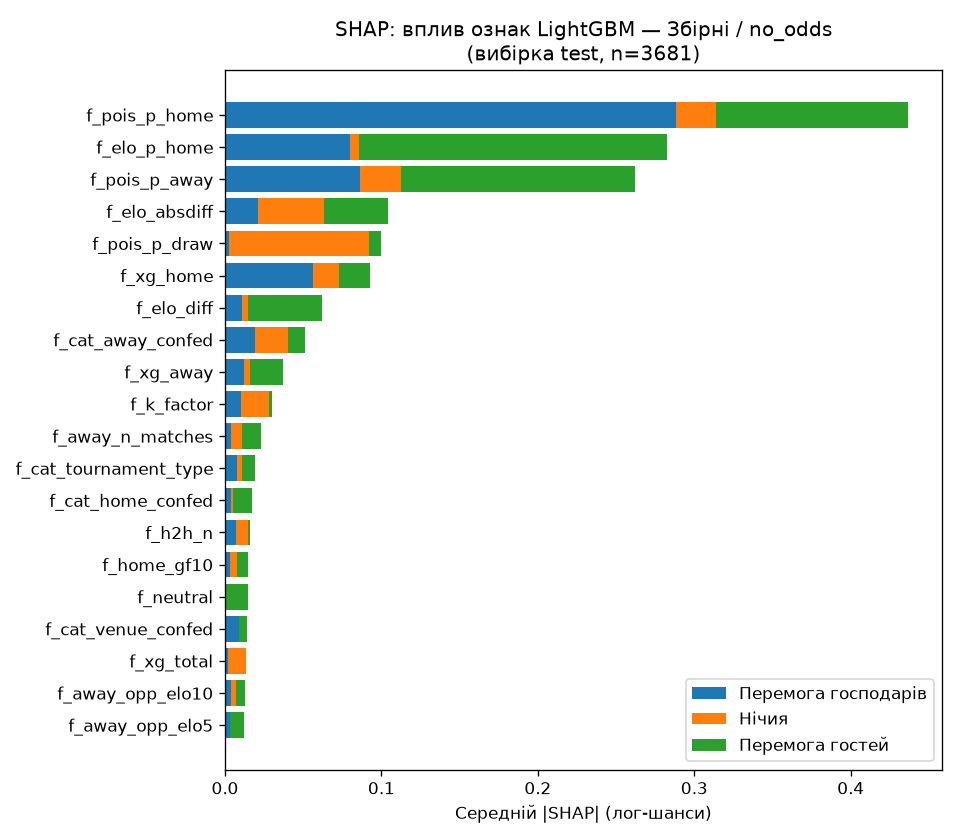 SHAP: вплив ознак LightGBM — Збірні / no_odds
(вибірка test, n=3681)
f_pois_p_home
f_elo_p_home
f_pois_p_away
f_elo_absdiff
f_pois_p_draw
f_xg_home
f_elo_diff
f_cat_away_confed
f_xg_away
f_k_factor
f_away_n_matches
f_cat_tournament_type
f_cat_home_confed
f_h2h_n
f_home_gf10
f_neutral
f_cat_venue_confed
f_xg_total
f_away_opp_elo10
f_away_opp_elo5
Перемога господарів
Нічия
Перемога гостей
0.0 0.1 0.2 0.3 0.4
Середній |SHAP| (лог-шанси)